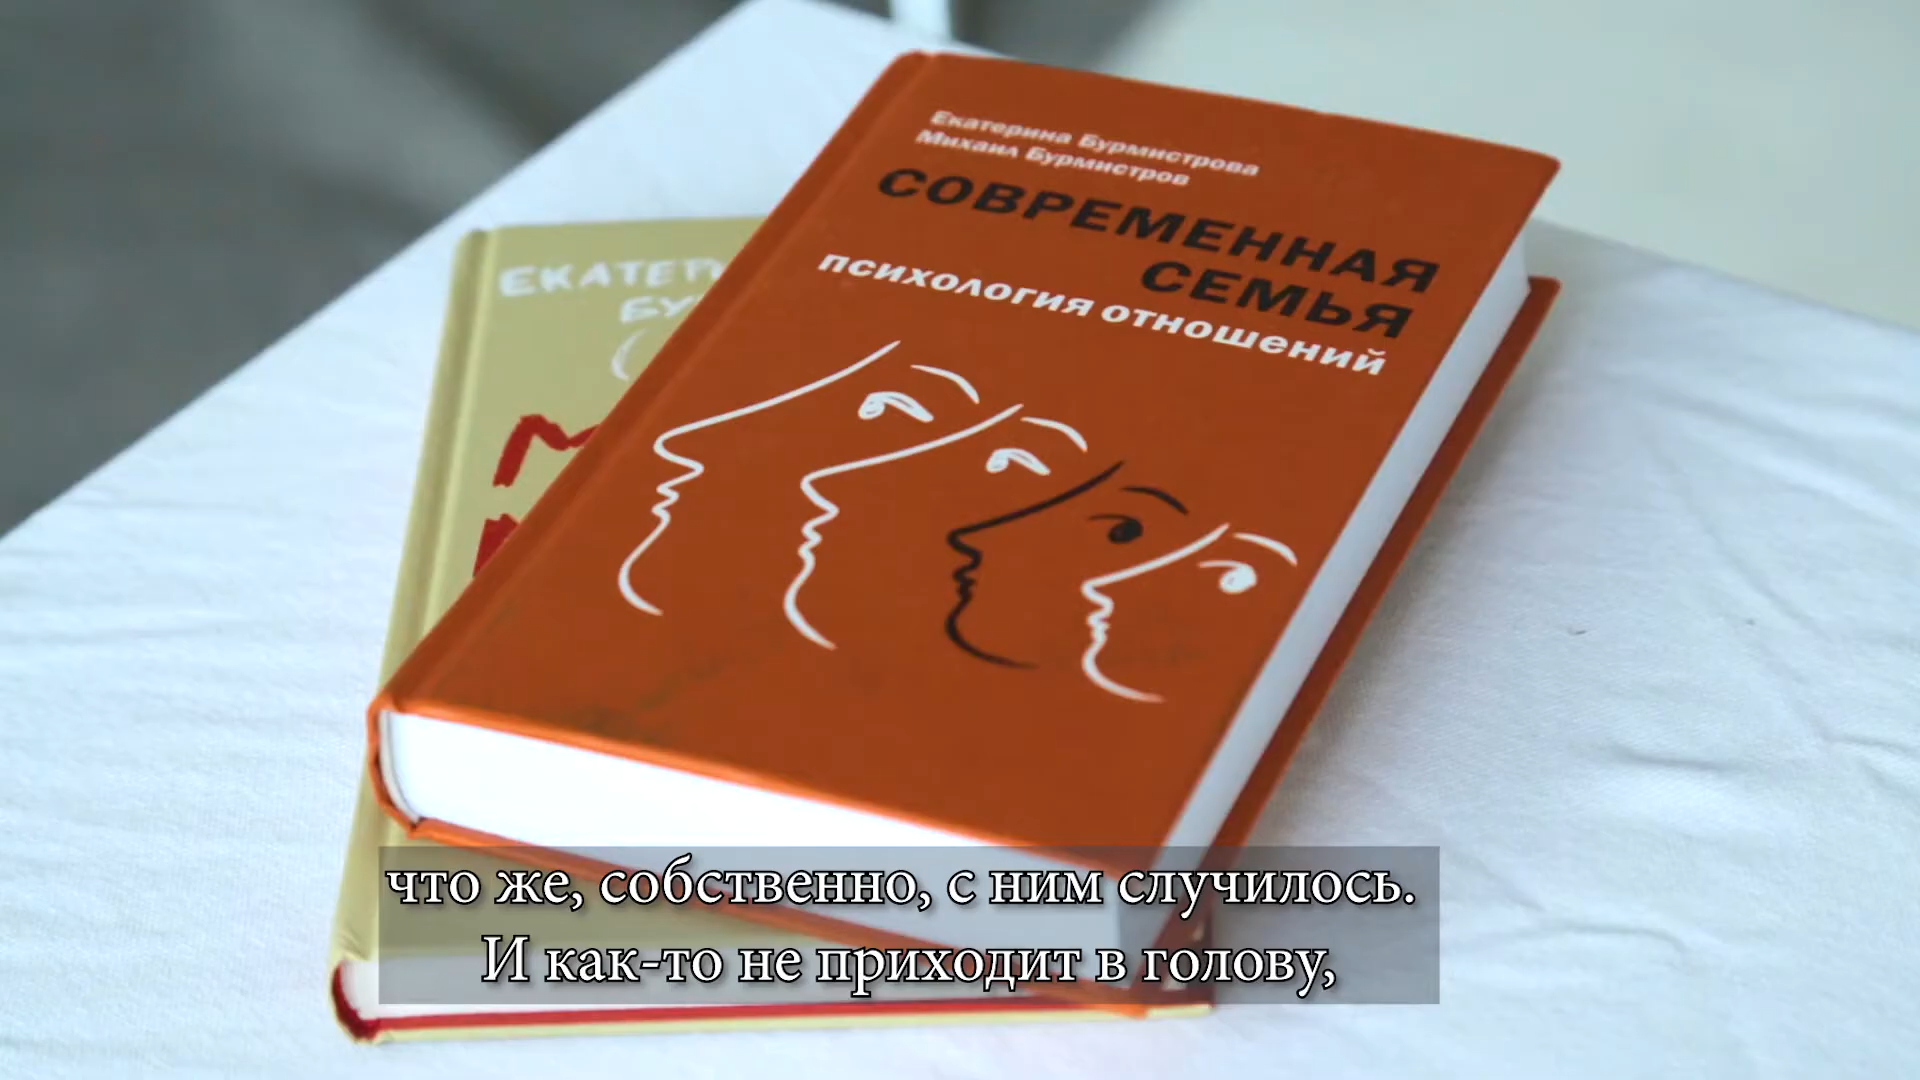 Екатерина Бурмистрова
Михаил Бурмистров
СОВРЕМЕННАЯ
СЕМЬЯ
психология отношений
что же, собственно, с ним случилось.
И как-то не приходит в голову,